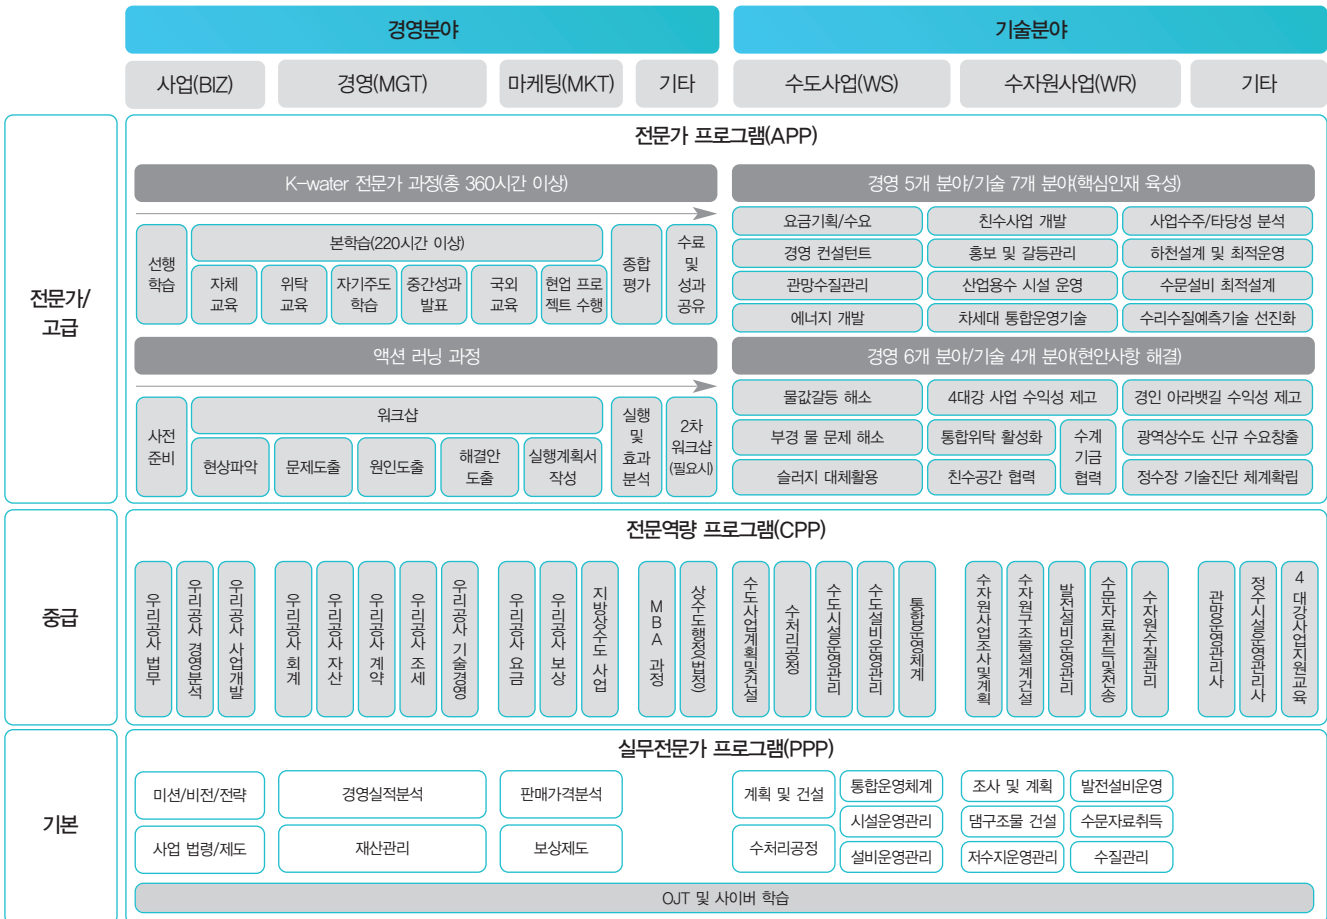 경영분야
기술분야
사업(BIZ)
경영(MGT)
마케팅(MKT)
기타
수도사업(WS)
수자원사업(WR)
기타
전문가/
고급
전문가 프로그램(APP)
K-water 전문가 과정(총 360시간 이상)
선행
학습
본학습(220시간 이상)
자체
교육
위탁
교육
자기주도
학습
중간성과
발표
국외
교육
현업 프로
젝트 수행
종합
평가
수료
및
성과
공유
경영 5개 분야/기술 7개 분야(핵심인재 육성)
요금기획/수요
친수사업 개발
사업수주/타당성 분석
경영 컨설턴트
홍보 및 갈등관리
하천설계 및 최적운영
관망수질관리
산업용수 시설 운영
수문설비 최적설계
에너지 개발
차세대 통합운영기술
수리수질예측기술 선진화
액션 러닝 과정
사전
준비
워크샵
현상파악
문제도출
원인도출
해결안
도출
실행계획서
작성
실행
및
효과
분석
2차
워크샵
(필요시)
경영 6개 분야/기술 4개 분야(현안사항 해결)
물값갈등 해소
4대강 사업 수익성 제고
경인 아라뱃길 수익성 제고
부경 물 문제 해소
통합위탁 활성화
수계
기금
협력
광역상수도 신규 수요창출
슬러지 대체활용
친수공간 협력
정수장 기술진단 체계확립
중급
전문역량 프로그램(CPP)
우리공사 법무
우리공사 경영분석
우리공사 사업개발
우리공사 회계
우리공사 자산
우리공사 계약
우리공사 조세
우리공사 기술경영
우리공사 요금
우리공사 보상
지방상수도 사업
MBA 과정
상수도행정(법정)
수도사업계획및건설
수처리공정
수도시설운영관리
수도설비운영관리
통합운영체계
수자원사업조사및계획
수자원구조물설계건설
발전설비운영관리
수문자료취득및전송
수자원수질관리
관망운영관리사
정수시설운영관리사
4대강사업지원교육
기본
실무전문가 프로그램(PPP)
미션/비전/전략
경영실적분석
판매가격분석
계획 및 건설
통합운영체계
조사 및 계획
발전설비운영
시설운영관리
댐구조물 건설
수문자료취득
사업 법령/제도
재산관리
보상제도
수처리공정
설비운영관리
저수지운영관리
수질관리
OJT 및 사이버 학습